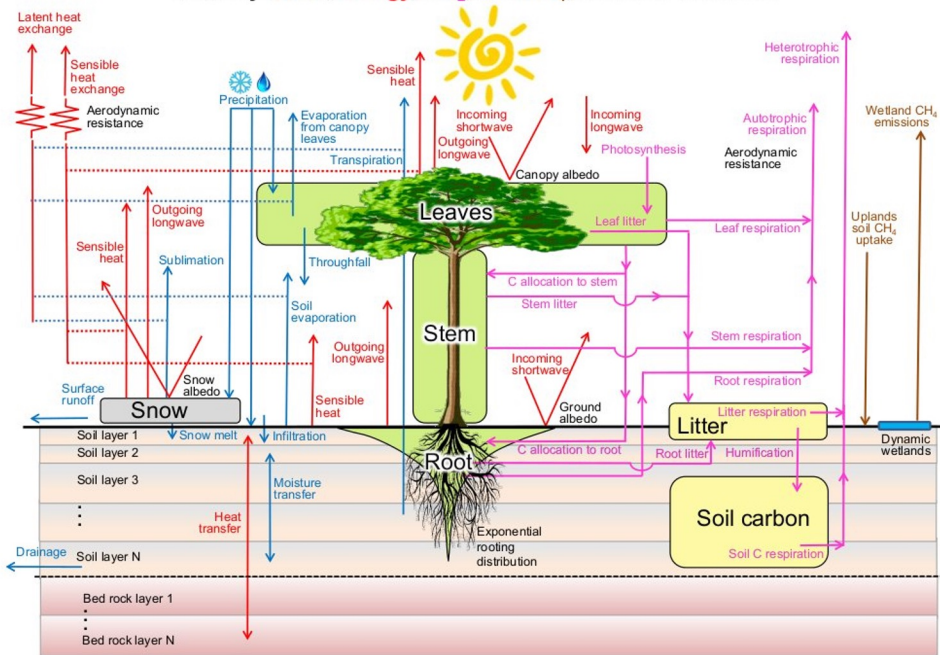 Latent heat
exchange
Sensible
heat
exchange
Aerodynamic
resistance
Precipitation
Evaporation
from canopy
leaves
Transpiration
Sensible
heat
Incoming
shortwave
Outgoing
longwave
Incoming
longwave
Photosynthesis
Canopy albedo
Heterotrophic
respiration
Autotrophic
respiration
Aerodynamic
resistance
Wetland CH4
emissions
Uplands
soil CH4
uptake
Leaves
Leaf litter
Leaf respiration
Outgoing
longwave
Sensible
heat
Sublimation
Throughfall
Soil
evaporation
C allocation to stem
Stem litter
Stem
Stem respiration
Outgoing
longwave
Incoming
shortwave
Root respiration
Surface
runoff
Snow
albedo
Snow
Sensible
heat
Ground
albedo
Litter respiration
Litter
Soil layer 1
Snow melt
Infiltration
Dynamic
wetlands
Soil layer 2
C allocation to root
Root litter
Humification
Root
Soil layer 3
Moisture
transfer
Heat
transfer
Soil carbon
Exponential
rooting
distribution
Drainage
Soil layer N
Soil C respiration
Bed rock layer 1
Bed rock layer N